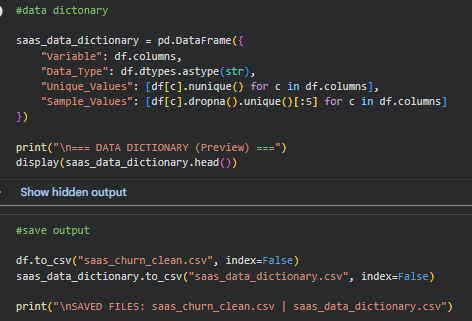 #data dictonary
saas_data_dictionary = pd.DataFrame({
    "Variable": df.columns,
    "Data_Type": df.dtypes.astype(str),
    "Unique_Values": [df[c].nunique() for c in df.columns],
    "Sample_Values": [df[c].dropna().unique()[:5] for c in df.columns]
})
print("\n=== DATA DICTIONARY (Preview) ===")
display(saas_data_dictionary.head())
Show hidden output
#save output
df.to_csv("saas_churn_clean.csv", index=False)
saas_data_dictionary.to_csv("saas_data_dictionary.csv", index=False)
print("\nSAVED FILES: saas_churn_clean.csv | saas_data_dictionary.csv")